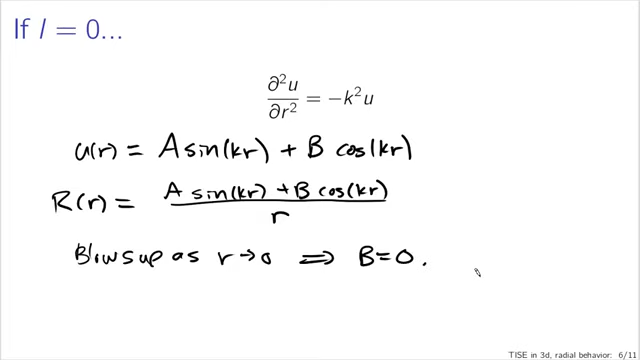 If l = 0...
∂²u/∂r² = −k²u
u(r) = A sin(kr) + B cos(kr)
R(r) = (A sin(kr) + B cos(kr))/r
Blows up as r→0 ⟹ B=0.
TISE in 3d, radial behavior: 6/11